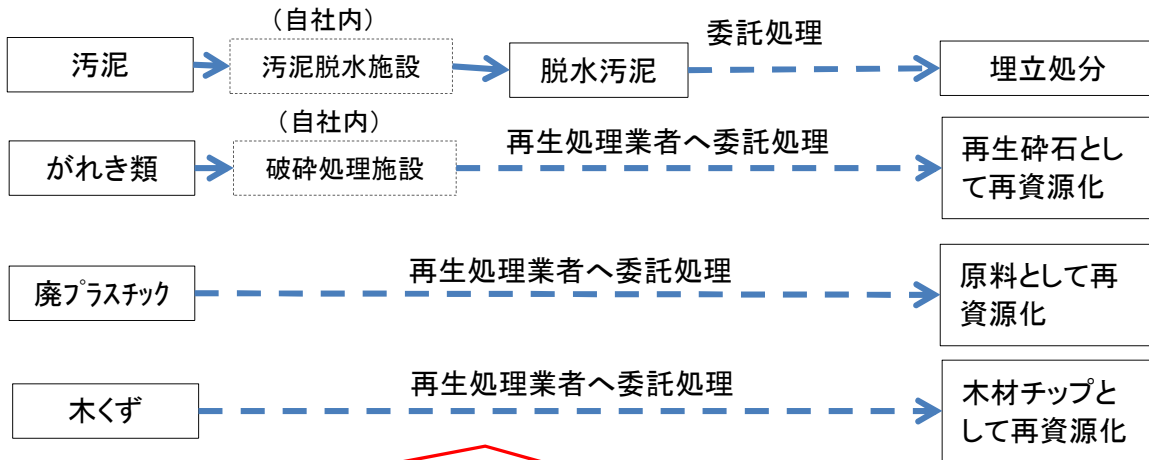 （自社内）
委託処理
汚泥
汚泥脱水施設
脱水汚泥
埋立処分
（自社内）
再生処理業者へ委託処理
がれき類
破砕処理施設
再生砕石とし
て再資源化
再生処理業者へ委託処理
廃プラスチック
原料として再
資源化
再生処理業者へ委託処理
木くず
木材チップと
して再資源化